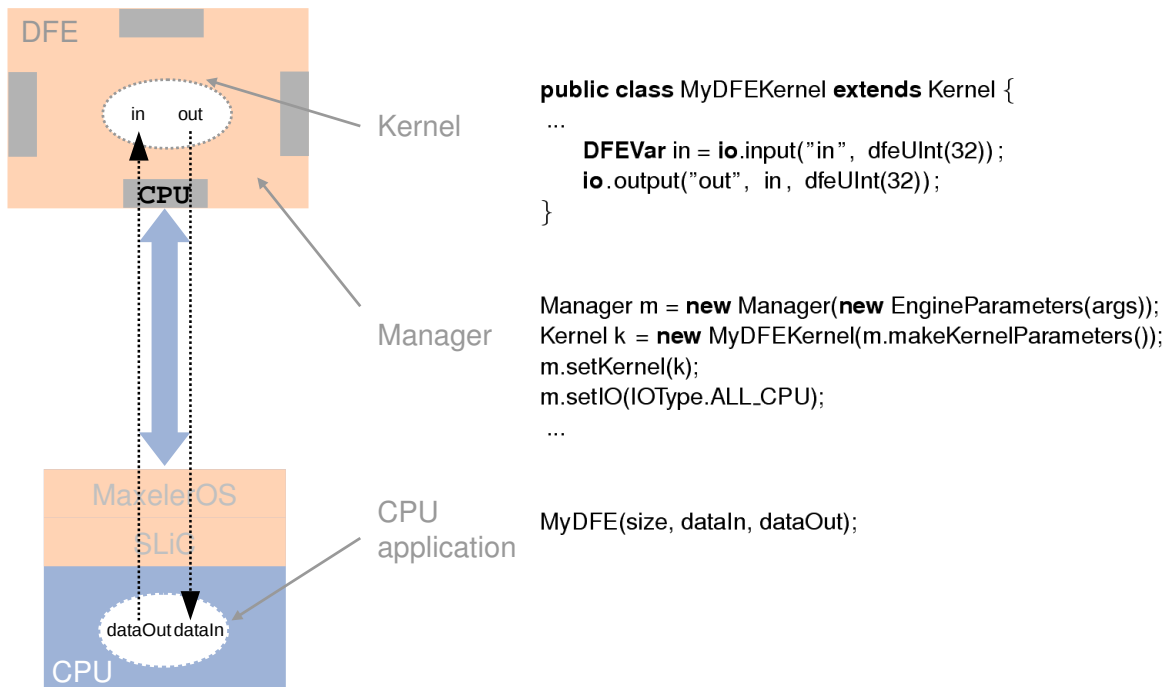 DFE
in out
CPU
Kernel
public class MyDFEKernel extends Kernel {
...
DFEVar in = io.input("in", dfeUInt(32));
io.output("out", in, dfeUInt(32));
}
Manager
Manager m = new Manager(new EngineParameters(args));
Kernel k = new MyDFEKernel(m.makeKernelParameters());
m.setKernel(k);
m.setIO(IOType.ALL_CPU);
...
MaxelerOS
SLiC
CPU
application
MyDFE(size, dataIn, dataOut);
dataOut dataIn
CPU